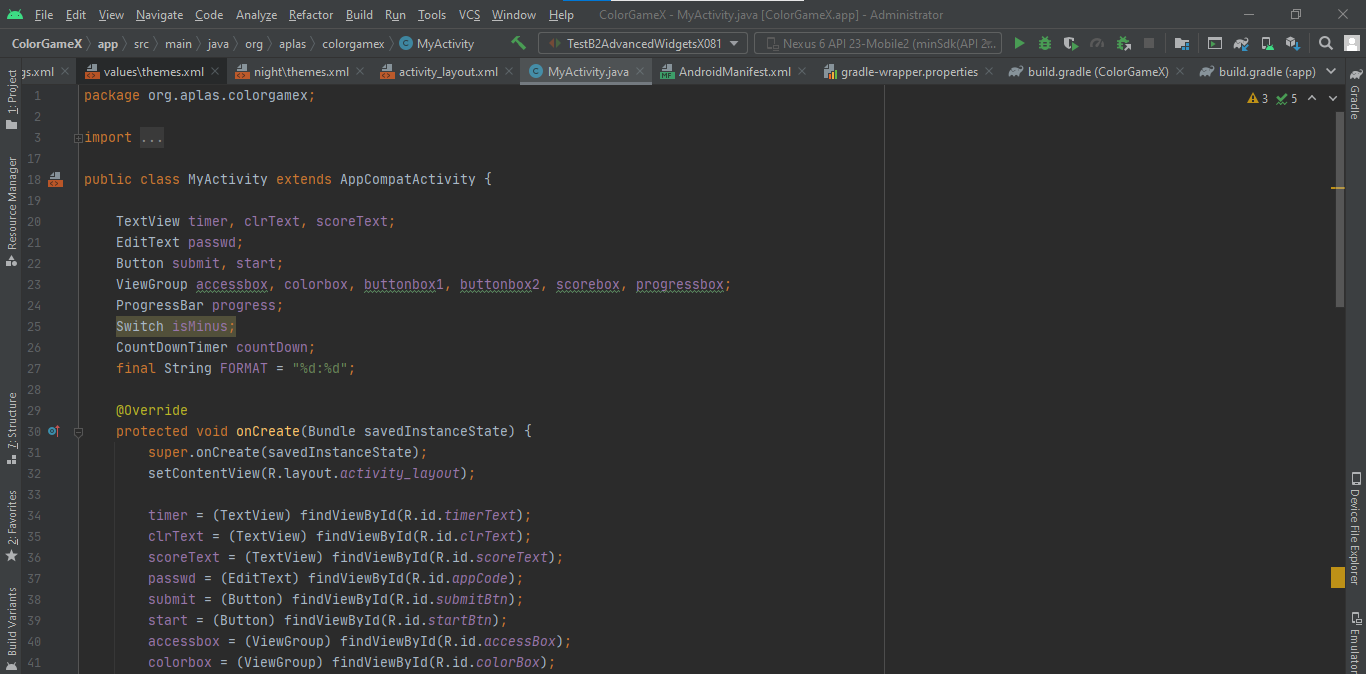 File Edit View Navigate Code Analyze Refactor Build Run Tools VCS Window Help ColorGameX - MyActivity.java [ColorGameX.app] - Administrator
ColorGameX app src main java org aplas colorgamex MyActivity TestB2AdvancedWidgetsX081 Nexus 6 API 23-Mobile2 (minSdk(API 2...
gs.xml values\themes.xml night\themes.xml activity_layout.xml MyActivity.java AndroidManifest.xml gradle-wrapper.properties build.gradle (ColorGameX) build.gradle (:app)
1: Project
Resource Manager
7: Structure
2: Favorites
Build Variants
1 package org.aplas.colorgamex;
2
3 import ...
17
18 public class MyActivity extends AppCompatActivity {
19
20 TextView timer, clrText, scoreText;
21 EditText passwd;
22 Button submit, start;
23 ViewGroup accessbox, colorbox, buttonbox1, buttonbox2, scorebox, progressbox;
24 ProgressBar progress;
25 Switch isMinus;
26 CountDownTimer countDown;
27 final String FORMAT = "%d:%d";
28
29 @Override
30 protected void onCreate(Bundle savedInstanceState) {
31 super.onCreate(savedInstanceState);
32 setContentView(R.layout.activity_layout);
33
34 timer = (TextView) findViewById(R.id.timerText);
35 clrText = (TextView) findViewById(R.id.clrText);
36 scoreText = (TextView) findViewById(R.id.scoreText);
37 passwd = (EditText) findViewById(R.id.appCode);
38 submit = (Button) findViewById(R.id.submitBtn);
39 start = (Button) findViewById(R.id.startBtn);
40 accessbox = (ViewGroup) findViewById(R.id.accessBox);
41 colorbox = (ViewGroup) findViewById(R.id.colorBox);
3 5
Gradle
Device File Explorer
Emulator